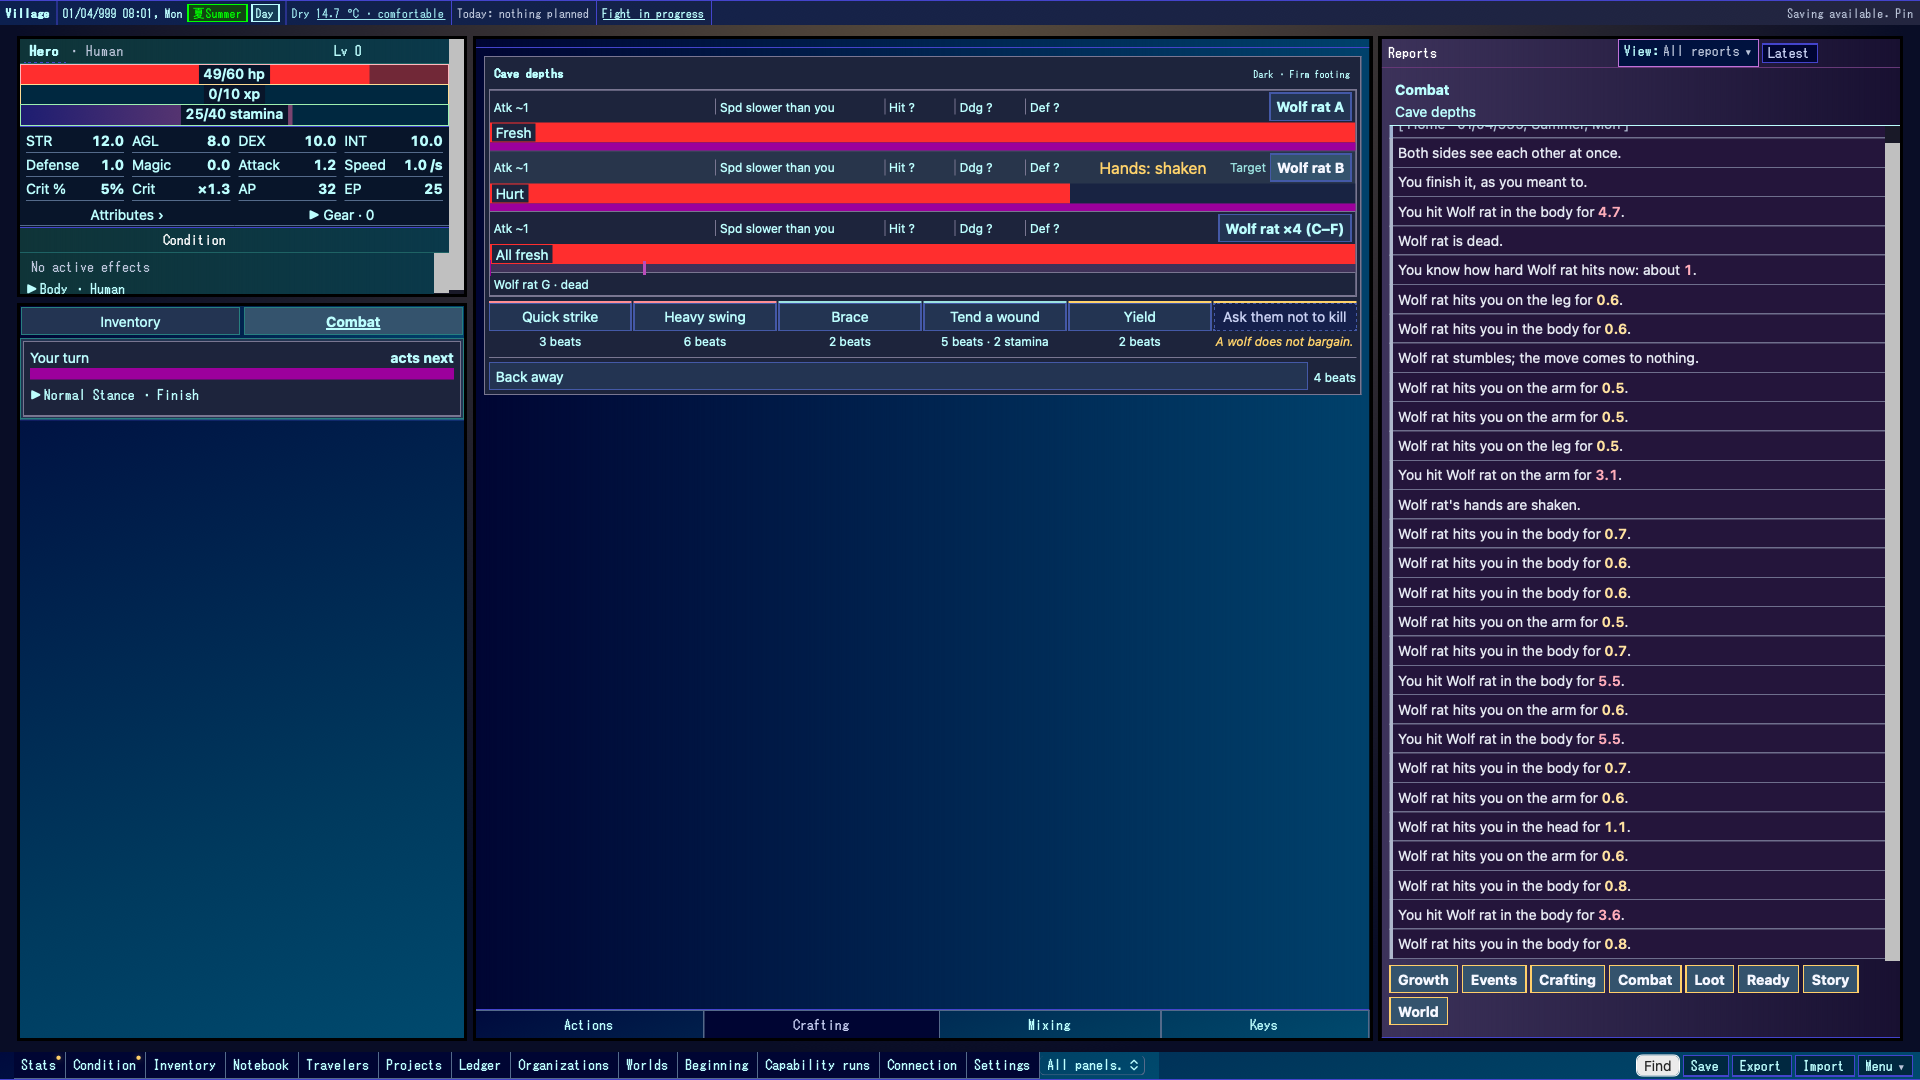 Village 01/04/999 08:01, Mon 夏Summer Day Dry 14.7 °C · comfortable Today: nothing planned Fight in progress Saving available. Pin
Hero · Human Lv 0
49/60 hp
0/10 xp
25/40 stamina
STR 12.0 AGL 8.0 DEX 10.0 INT 10.0
Defense 1.0 Magic 0.0 Attack 1.2 Speed 1.0 /s
Crit % 5% Crit ×1.3 AP 32 EP 25
Attributes › ▶ Gear · 0
Condition
No active effects
▶Body · Human
Inventory Combat
Your turn acts next
▶Normal Stance · Finish
Cave depths Dark · Firm footing
Atk ~1 Spd slower than you Hit ? Ddg ? Def ? Wolf rat A
Fresh
Atk ~1 Spd slower than you Hit ? Ddg ? Def ? Hands: shaken Target Wolf rat B
Hurt
Atk ~1 Spd slower than you Hit ? Ddg ? Def ? Wolf rat ×4 (C–F)
All fresh
Wolf rat G · dead
Quick strike Heavy swing Brace Tend a wound Yield Ask them not to kill
3 beats 6 beats 2 beats 5 beats · 2 stamina 2 beats A wolf does not bargain.
Back away 4 beats
Actions Crafting Mixing Keys
Reports View: All reports ▾ Latest
Combat
Cave depths
[ Home - 01/04/999, Summer, Mon ]
Both sides see each other at once.
You finish it, as you meant to.
You hit Wolf rat in the body for 4.7.
Wolf rat is dead.
You know how hard Wolf rat hits now: about 1.
Wolf rat hits you on the leg for 0.6.
Wolf rat hits you in the body for 0.6.
Wolf rat stumbles; the move comes to nothing.
Wolf rat hits you on the arm for 0.5.
Wolf rat hits you on the arm for 0.5.
Wolf rat hits you on the leg for 0.5.
You hit Wolf rat on the arm for 3.1.
Wolf rat's hands are shaken.
Wolf rat hits you in the body for 0.7.
Wolf rat hits you in the body for 0.6.
Wolf rat hits you in the body for 0.6.
Wolf rat hits you on the arm for 0.5.
Wolf rat hits you in the body for 0.7.
You hit Wolf rat in the body for 5.5.
Wolf rat hits you on the arm for 0.6.
You hit Wolf rat in the body for 5.5.
Wolf rat hits you in the body for 0.7.
Wolf rat hits you on the arm for 0.6.
Wolf rat hits you in the head for 1.1.
Wolf rat hits you on the arm for 0.6.
Wolf rat hits you in the body for 0.8.
You hit Wolf rat in the body for 3.6.
Wolf rat hits you in the body for 0.8.
Growth Events Crafting Combat Loot Ready Story
World
Stats Condition Inventory Notebook Travelers Projects Ledger Organizations Worlds Beginning Capability runs Connection Settings All panels. Find Save Export Import Menu ▾